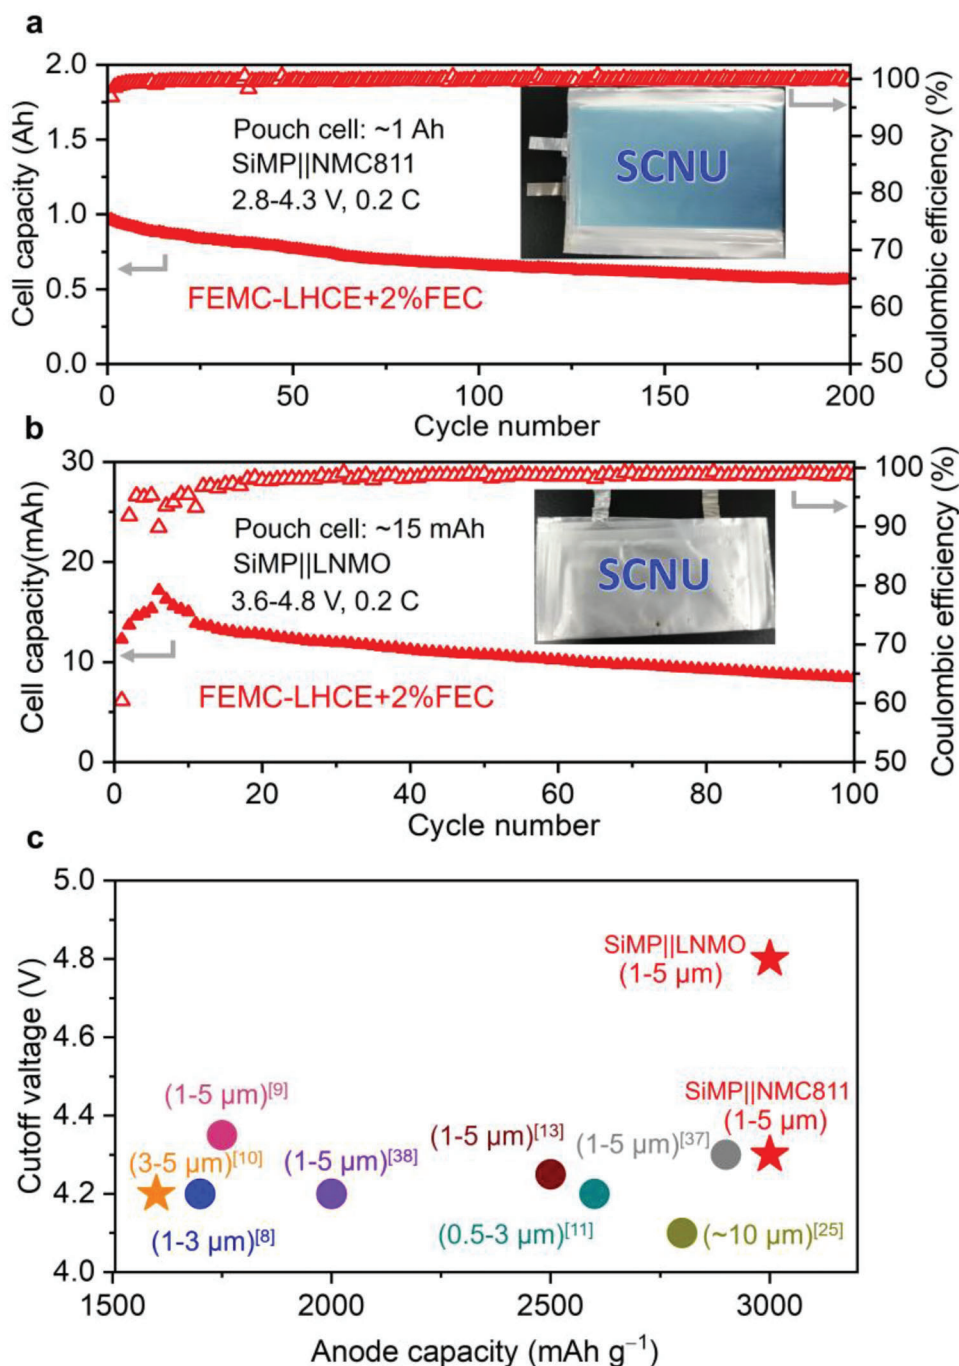 a
2.0
1.5
1.0
0.5
0.0
Cell capacity (Ah)
Pouch cell: ~1 Ah
SiMP||NMC811
2.8-4.3 V, 0.2 C
SCNU
FEMC-LHCE+2%FEC
100
90
80
70
60
50
Coulombic efficiency (%)
0 50 100 150 200
Cycle number
b
30
20
10
0
Cell capacity(mAh)
Pouch cell: ~15 mAh
SiMP||LNMO
3.6-4.8 V, 0.2 C
SCNU
FEMC-LHCE+2%FEC
100
90
80
70
60
50
Coulombic efficiency (%)
0 20 40 60 80 100
Cycle number
c
5.0
4.8
4.6
4.4
4.2
4.0
Cutoff valtage (V)
SiMP||LNMO
(1-5 µm)
SiMP||NMC811
(1-5 µm)
(1-5 µm)[9]
(3-5 µm)[10]
(1-5 µm)[38]
(1-5 µm)[13]
(1-5 µm)[37]
(1-3 µm)[8]
(0.5-3 µm)[11]
(~10 µm)[25]
1500 2000 2500 3000
Anode capacity (mAh g⁻¹)